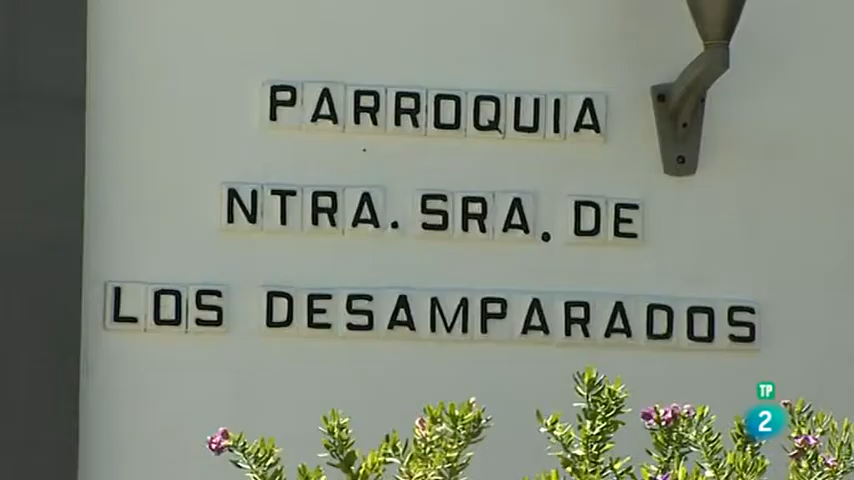 PARROQUIA
NTRA. SRA. DE
LOS DESAMPARADOS
TP
2